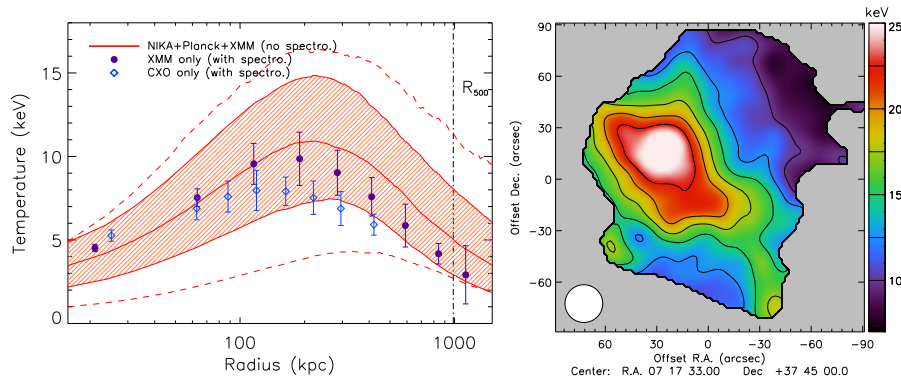 NIKA+Planck+XMM (no spectro.)
XMM only (with spectro.)
CXO only (with spectro.)
R500
Temperature (keV)
15
10
5
0
100
1000
Radius (kpc)
keV
25
20
15
10
Offset Dec. (arcsec)
90
60
30
0
−30
−60
90
60
30
0
−30
−60
−90
Offset R.A. (arcsec)
Center: R.A. 07 17 33.00 Dec +37 45 00.0